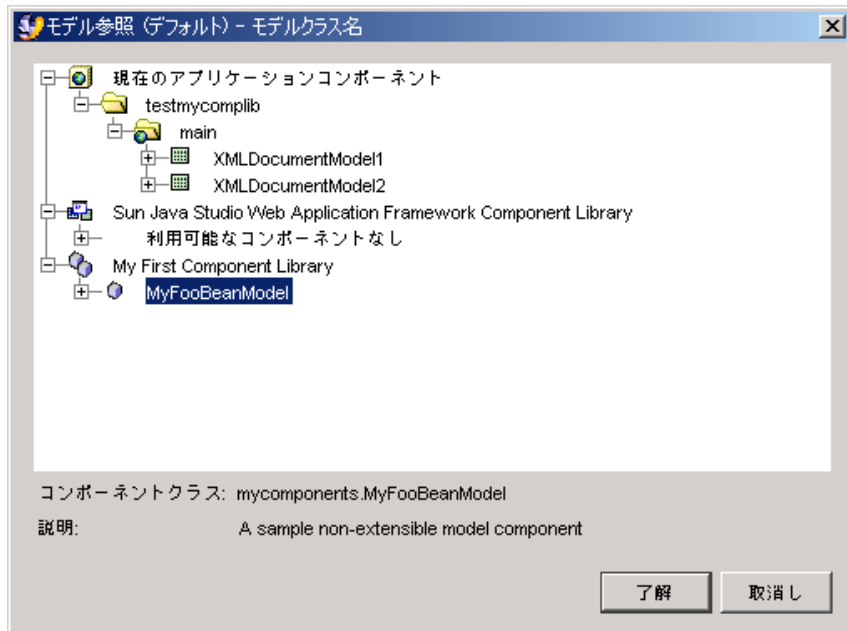 モデル参照 (デフォルト) - モデルクラス名
現在のアプリケーションコンポーネント
testmycomplib
main
XMLDocumentModel1
XMLDocumentModel2
Sun Java Studio Web Application Framework Component Library
利用可能なコンポーネントなし
My First Component Library
MyFooBeanModel
コンポーネントクラス: mycomponents.MyFooBeanModel
説明: A sample non-extensible model component
了解 取消し